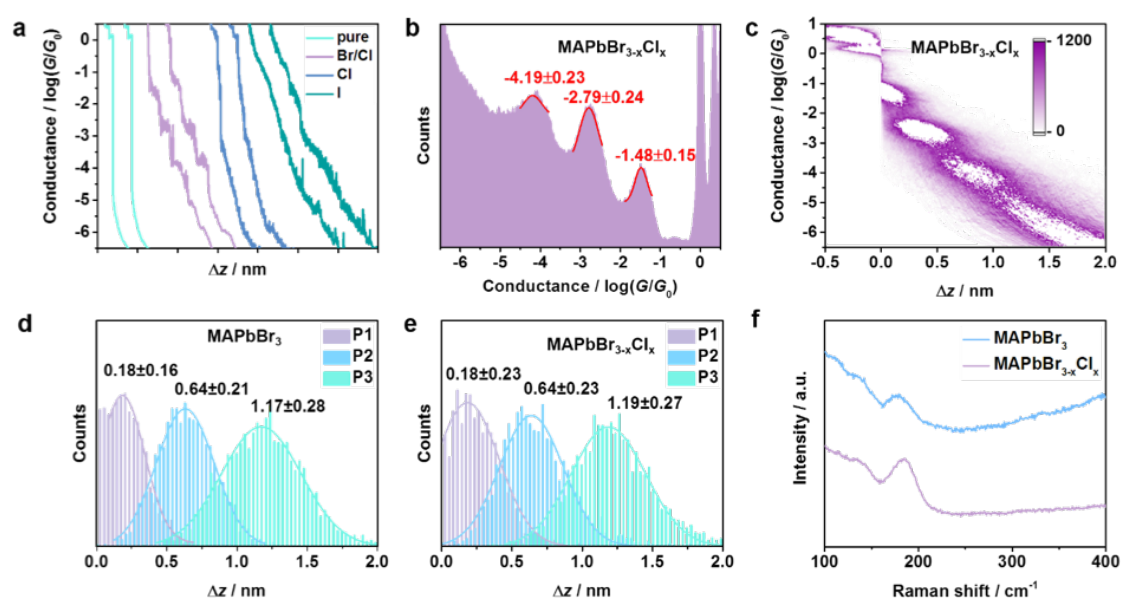 a
Conductance / log(G/G₀)
0
-1
-2
-3
-4
-5
-6
Δz / nm
pure
Br/Cl
Cl
I
b
MAPbBr₃₋ₓClₓ
-4.19±0.23
-2.79±0.24
-1.48±0.15
Counts
-6 -5 -4 -3 -2 -1 0
Conductance / log(G/G₀)
c
MAPbBr₃₋ₓClₓ
1200
0
Conductance / log(G/G₀)
1
0
-1
-2
-3
-4
-5
-6
-0.5 0.0 0.5 1.0 1.5 2.0
Δz / nm
d
MAPbBr₃
P1
P2
P3
0.18±0.16
0.64±0.21
1.17±0.28
Counts
0.0 0.5 1.0 1.5 2.0
Δz / nm
e
MAPbBr₃₋ₓClₓ
P1
P2
P3
0.18±0.23
0.64±0.23
1.19±0.27
Counts
0.0 0.5 1.0 1.5 2.0
Δz / nm
f
MAPbBr₃
MAPbBr₃₋ₓClₓ
Intensity / a.u.
100 200 300 400
Raman shift / cm⁻¹